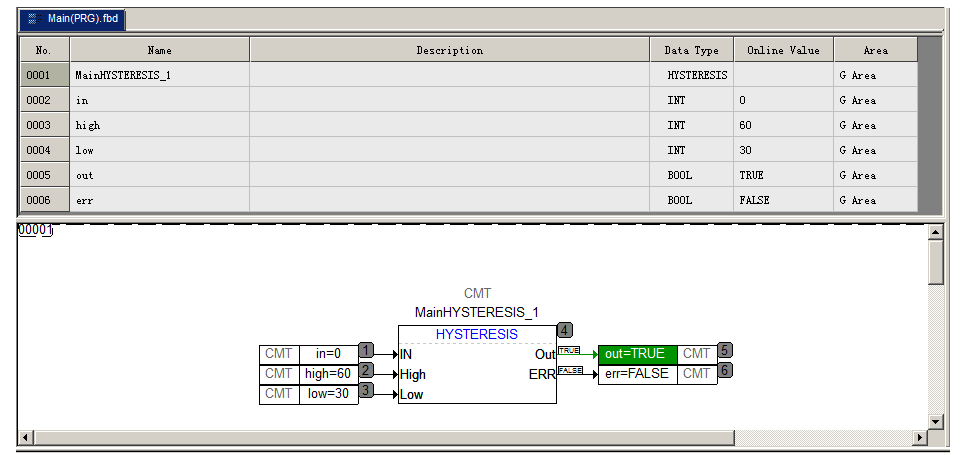 Main(PRG).fbd
No. Name Description Data Type Online Value Area
0001 MainHYSTERESIS_1 HYSTERESIS G Area
0002 in INT 0 G Area
0003 high INT 60 G Area
0004 low INT 30 G Area
0005 out BOOL TRUE G Area
0006 err BOOL FALSE G Area
00001
CMT
MainHYSTERESIS_1
HYSTERESIS 4
CMT in=0 1 IN Out TRUE out=TRUE CMT 5
CMT high=60 2 High ERR FALSE err=FALSE CMT 6
CMT low=30 3 Low